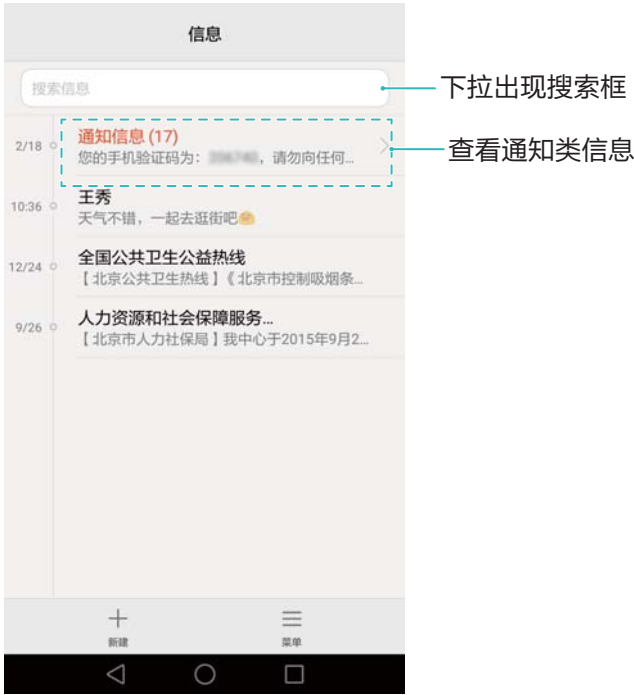 信息
搜索信息
下拉出现搜索框
2/18
通知信息 (17)
您的手机验证码为： ，请勿向任何...
查看通知类信息
10:36
王秀
天气不错，一起去逛街吧
12/24
全国公共卫生公益热线
【北京公共卫生热线】《北京市控制吸烟条...
9/26
人力资源和社会保障服务...
【北京市人力社保局】我中心于2015年9月2...
新建
菜单